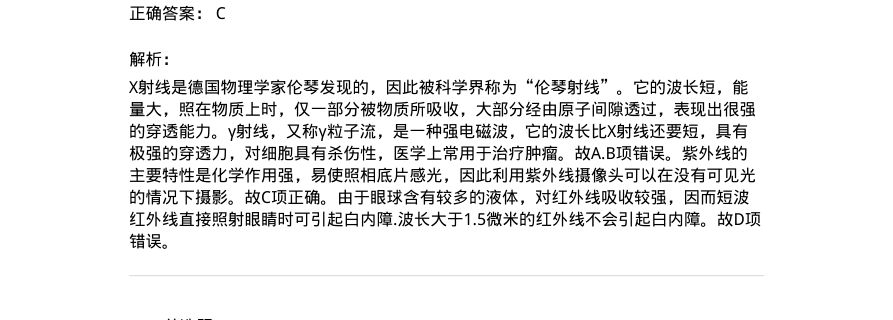 正确答案： C
解析：
X射线是德国物理学家伦琴发现的，因此被科学界称为“伦琴射线”。它的波长短，能
量大，照在物质上时，仅一部分被物质所吸收，大部分经由原子间隙透过，表现出很强
的穿透能力。γ射线，又称γ粒子流，是一种强电磁波，它的波长比X射线还要短，具有
极强的穿透力，对细胞具有杀伤性，医学上常用于治疗肿瘤。故A.B项错误。紫外线的
主要特性是化学作用强，易使照相底片感光，因此利用紫外线摄像头可以在没有可见光
的情况下摄影。故C项正确。由于眼球含有较多的液体，对红外线吸收较强，因而短波
红外线直接照射眼睛时可引起白内障.波长大于1.5微米的红外线不会引起白内障。故D项
错误。